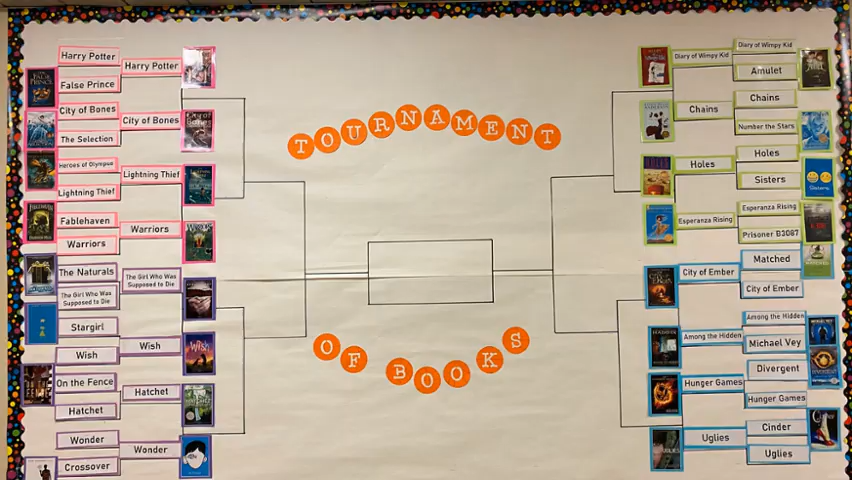 TOURNAMENT
OF BOOKS
Harry Potter
False Prince
City of Bones
The Selection
Heroes of Olympus
Lightning Thief
Fablehaven
Warriors
The Naturals
The Girl Who Was
Supposed to Die
Stargirl
Wish
On the Fence
Hatchet
Wonder
Crossover
Harry Potter
City of Bones
Lightning Thief
Warriors
The Girl Who Was
Supposed to Die
Wish
Hatchet
Wonder
Diary of Wimpy Kid
Chains
Holes
Esperanza Rising
City of Ember
Among the Hidden
Hunger Games
Uglies
Diary of Wimpy Kid
Amulet
Chains
Number the Stars
Holes
Sisters
Esperanza Rising
Prisoner B3087
Matched
City of Ember
Among the Hidden
Michael Vey
Divergent
Hunger Games
Cinder
Uglies